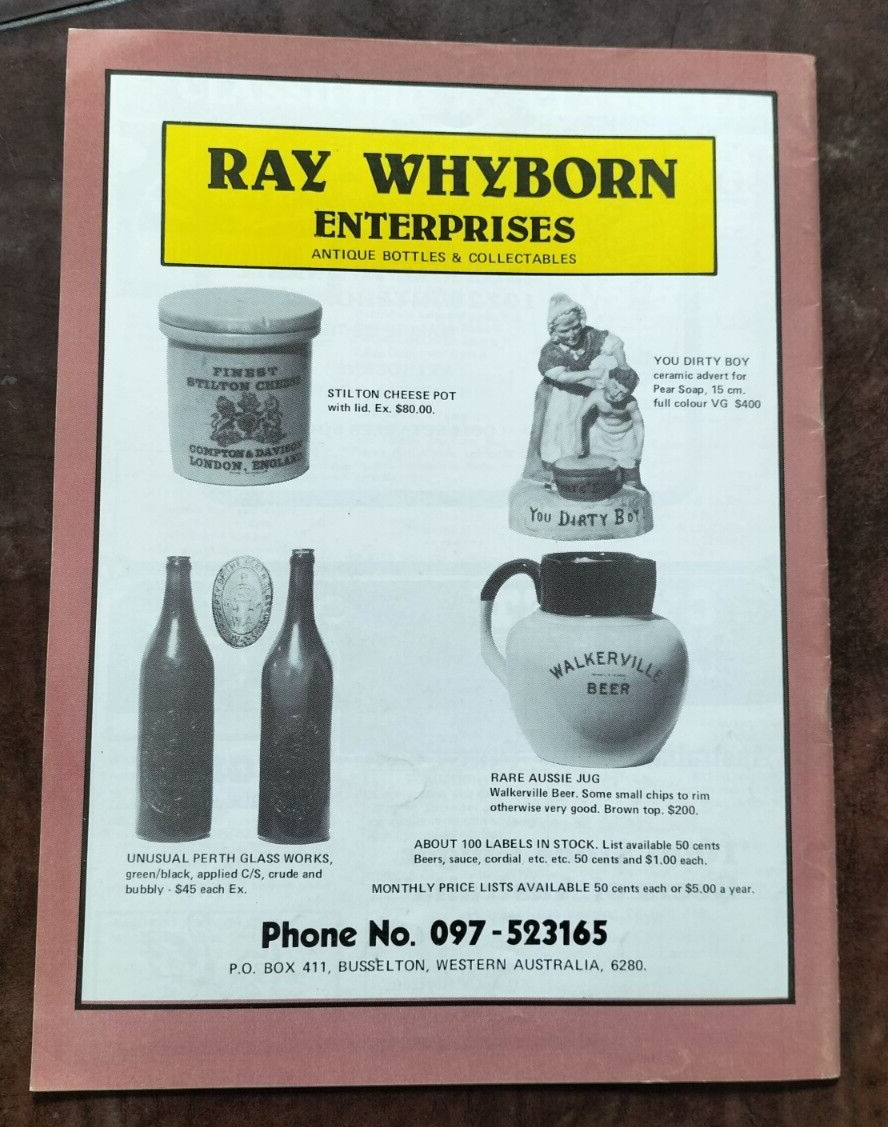 RAY WHYBORN
ENTERPRISES
ANTIQUE BOTTLES & COLLECTABLES
FINEST
STILTON CHEESE
COMPTON & DAVISON
LONDON, ENGLAND
STILTON CHEESE POT
with lid. Ex. $80.00.
YOU DIRTY BOY
ceramic advert for
Pear Soap, 15 cm.
full colour VG $400
YOU DIRTY BOY
WALKERVILLE
BEER
RARE AUSSIE JUG
Walkerville Beer. Some small chips to rim
otherwise very good. Brown top. $200.
UNUSUAL PERTH GLASS WORKS,
green/black, applied C/S, crude and
bubbly - $45 each Ex.
ABOUT 100 LABELS IN STOCK. List available 50 cents
Beers, sauce, cordial etc. etc. 50 cents and $1.00 each.
MONTHLY PRICE LISTS AVAILABLE 50 cents each or $5.00 a year.
Phone No. 097-523165
P.O. BOX 411, BUSSELTON, WESTERN AUSTRALIA, 6280.